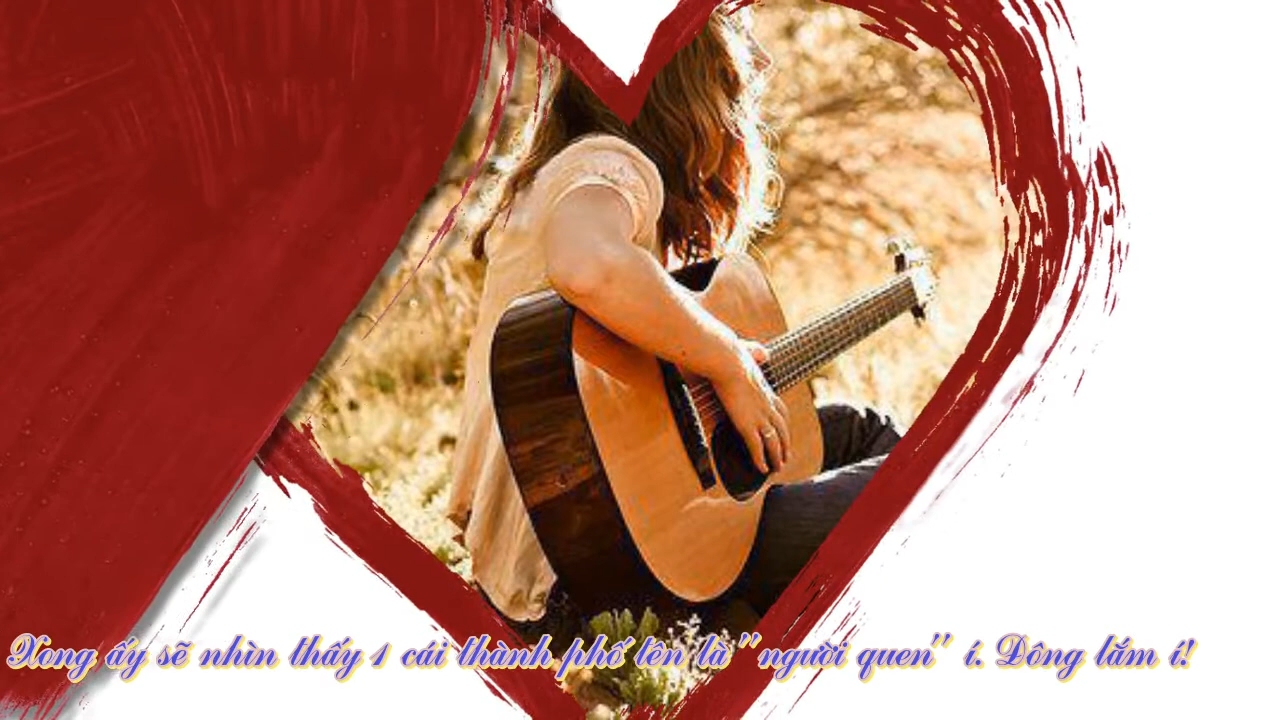 Xong ấy sẽ nhìn thấy 1 cái thành phố tên là "người quen" í. Đông lắm í!